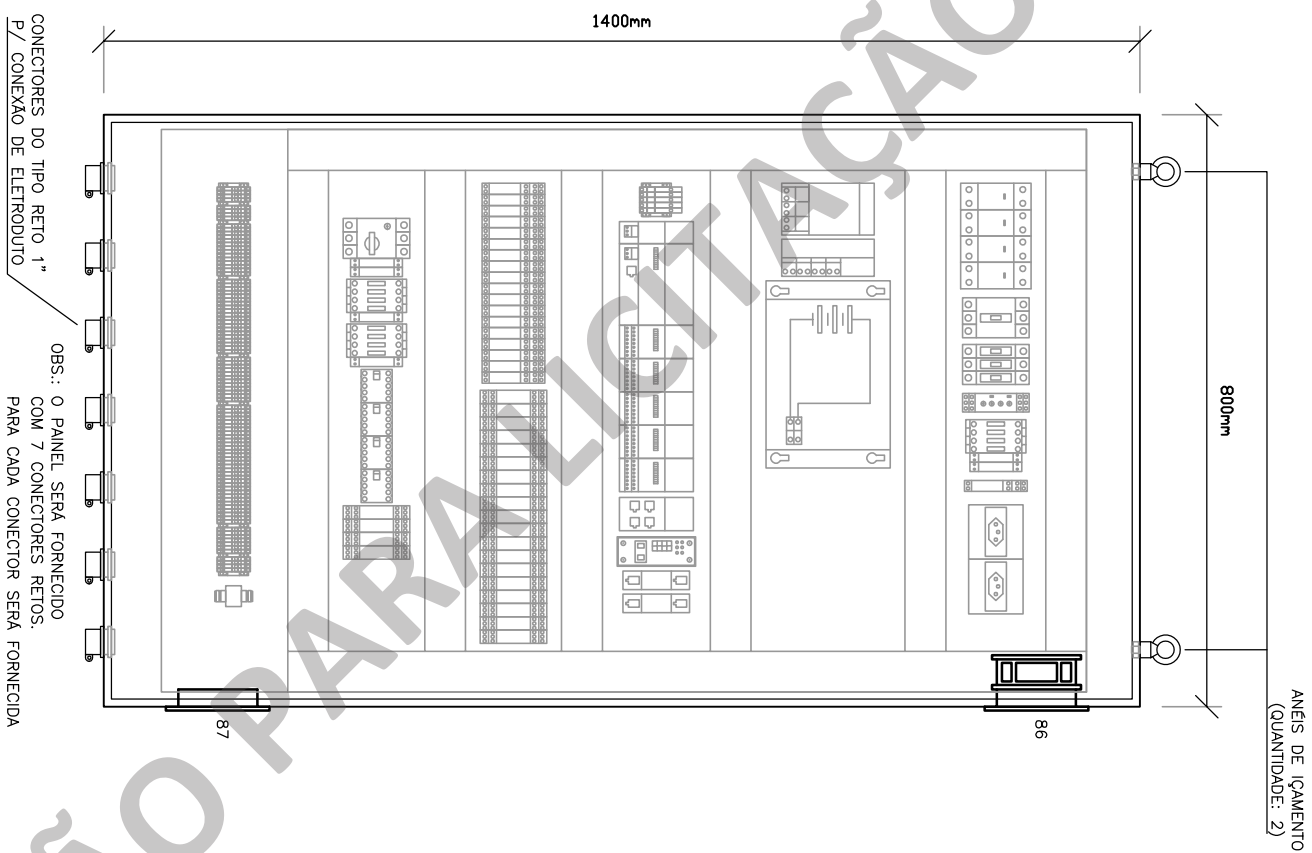 1400mm
800mm
ANÉIS DE IÇAMENTO
(QUANTIDADE: 2)
86
87
CONECTORES DO TIPO RETO 1"
P/ CONEXÃO DE ELETRODUTO
OBS.: O PAINEL SERÁ FORNECIDO
COM 7 CONECTORES RETOS.
PARA CADA CONECTOR SERÁ FORNECIDA
ÃO PARA LICITAÇÃO